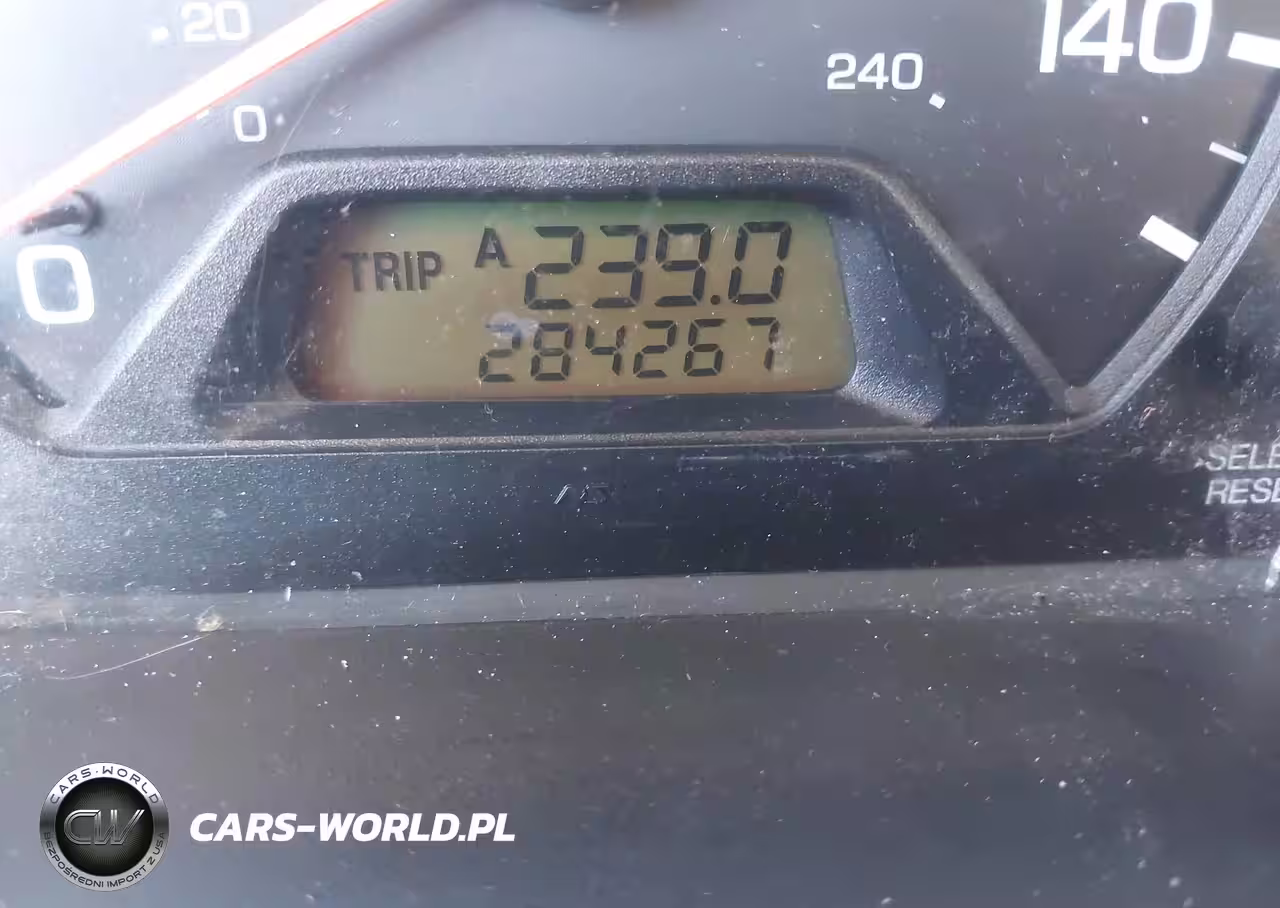 20
0
240
140
0
TRIP A 239.0
284267
SELE
RESE
CARS·WORLD
CW
BEZPOŚREDNI IMPORT Z USA
CARS-WORLD.PL